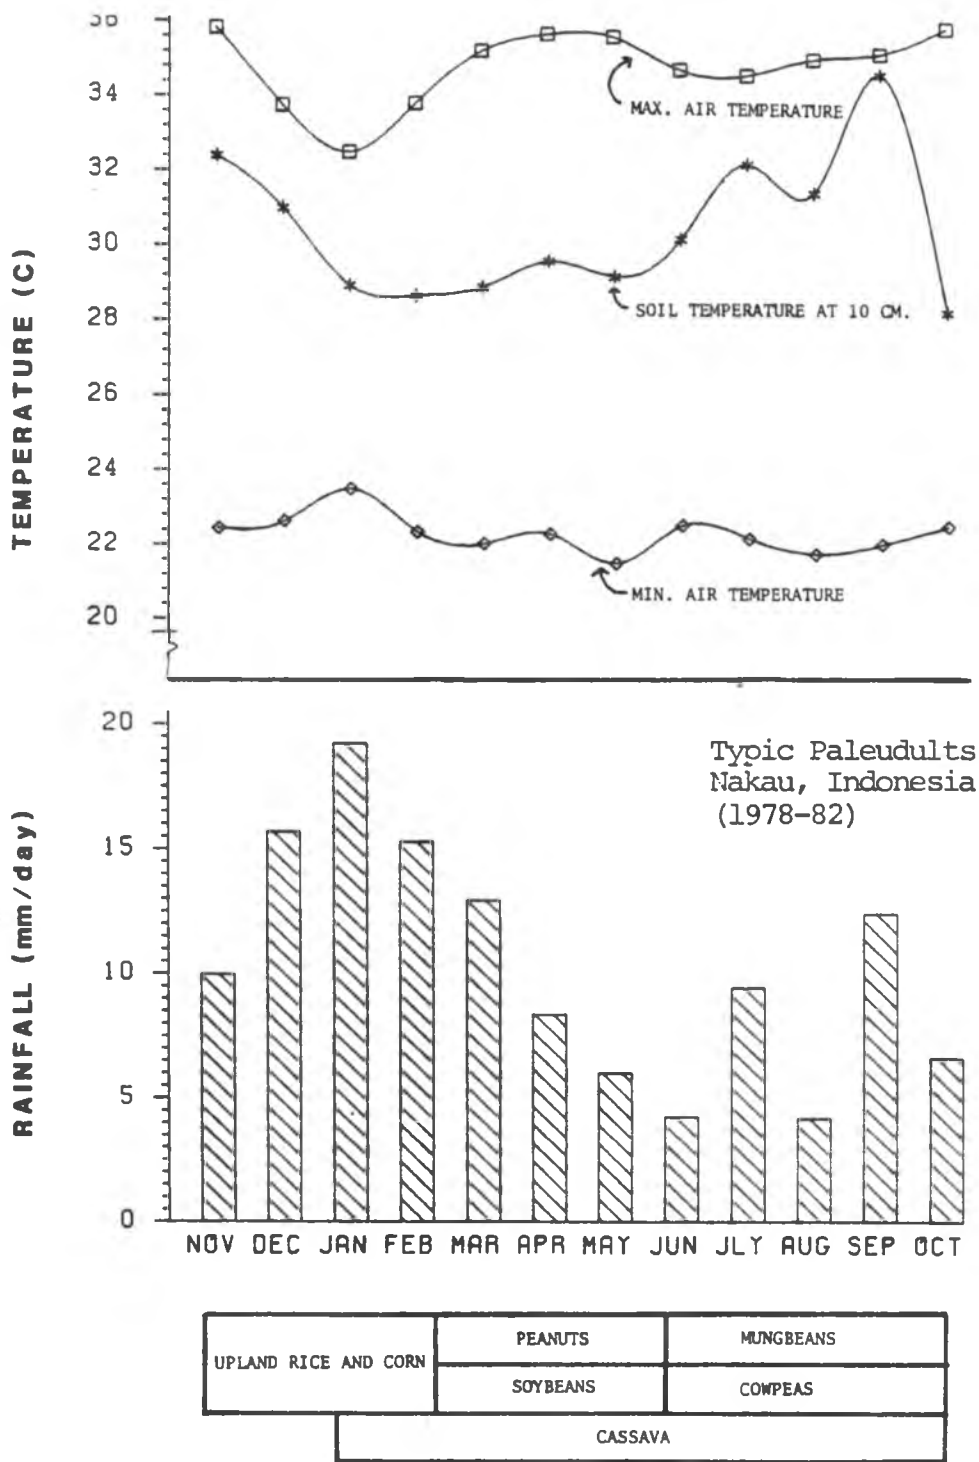 36
34
32
30
28
26
24
22
20
TEMPERATURE (C)
MAX. AIR TEMPERATURE
SOIL TEMPERATURE AT 10 CM.
MIN. AIR TEMPERATURE
Typic Paleudults
Nakau, Indonesia
(1978-82)
20
15
10
5
0
RAINFALL (mm/day)
NOV DEC JAN FEB MAR APR MAY JUN JLY AUG SEP OCT
UPLAND RICE AND CORN
PEANUTS
MUNGBEANS
SOYBEANS
COWPEAS
CASSAVA